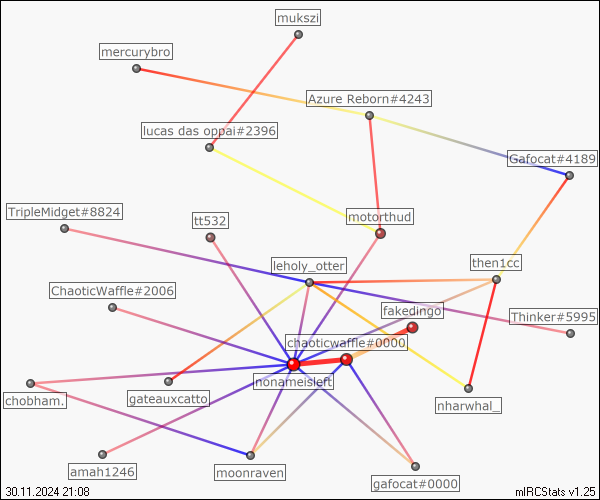 mukszi
mercurybro
Azure Reborn#4243
lucas das oppai#2396
Gafocat#4189
TripleMidget#8824
tt532
motorthud
leholy_otter
then1cc
ChaoticWaffle#2006
fakedingo
Thinker#5995
chaoticwaffle#0000
nonameisleft
chobham.
gateauxcatto
nharwhal_
amah1246
moonraven
gafocat#0000
30.11.2024 21:08
mIRCStats v1.25